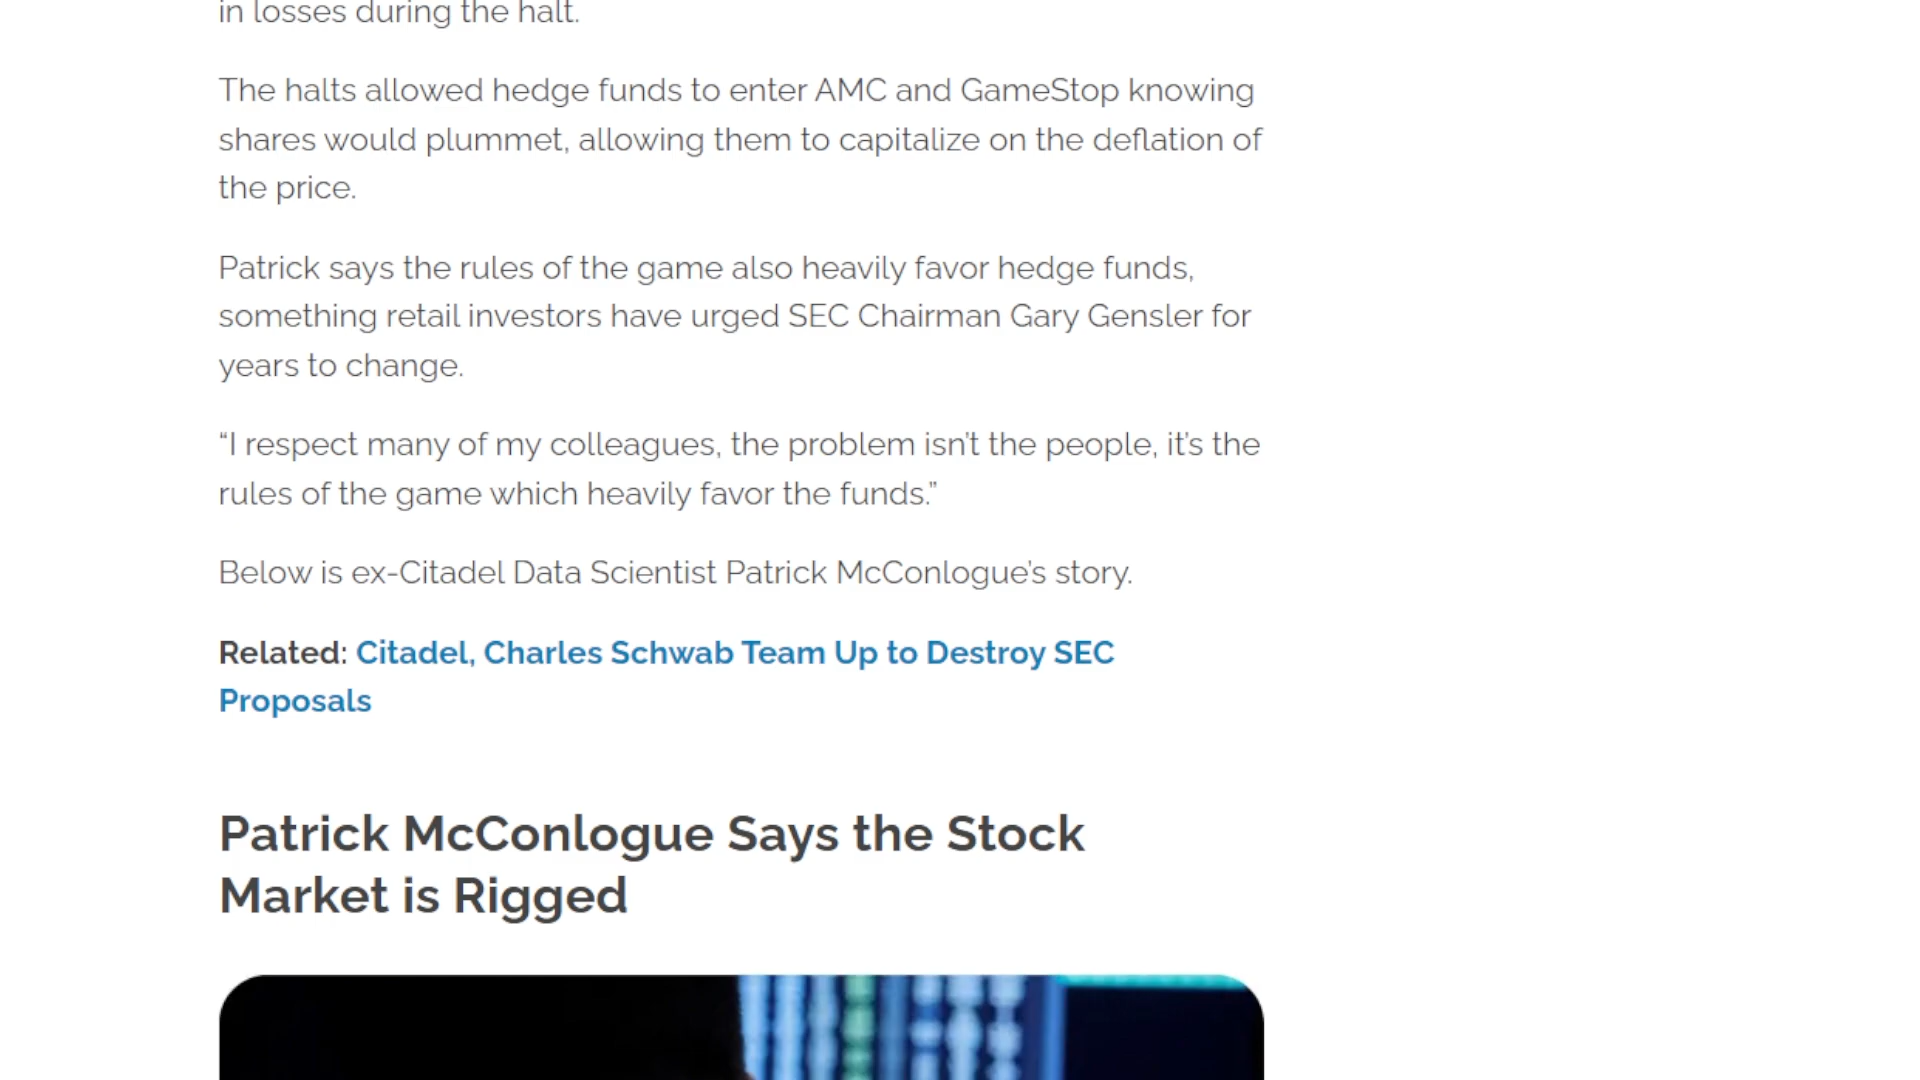 in losses during the halt.
The halts allowed hedge funds to enter AMC and GameStop knowing
shares would plummet, allowing them to capitalize on the deflation of
the price.
Patrick says the rules of the game also heavily favor hedge funds,
something retail investors have urged SEC Chairman Gary Gensler for
years to change.
“I respect many of my colleagues, the problem isn’t the people, it’s the
rules of the game which heavily favor the funds.”
Below is ex-Citadel Data Scientist Patrick McConlogue’s story.
Related: Citadel, Charles Schwab Team Up to Destroy SEC
Proposals
Patrick McConlogue Says the Stock
Market is Rigged